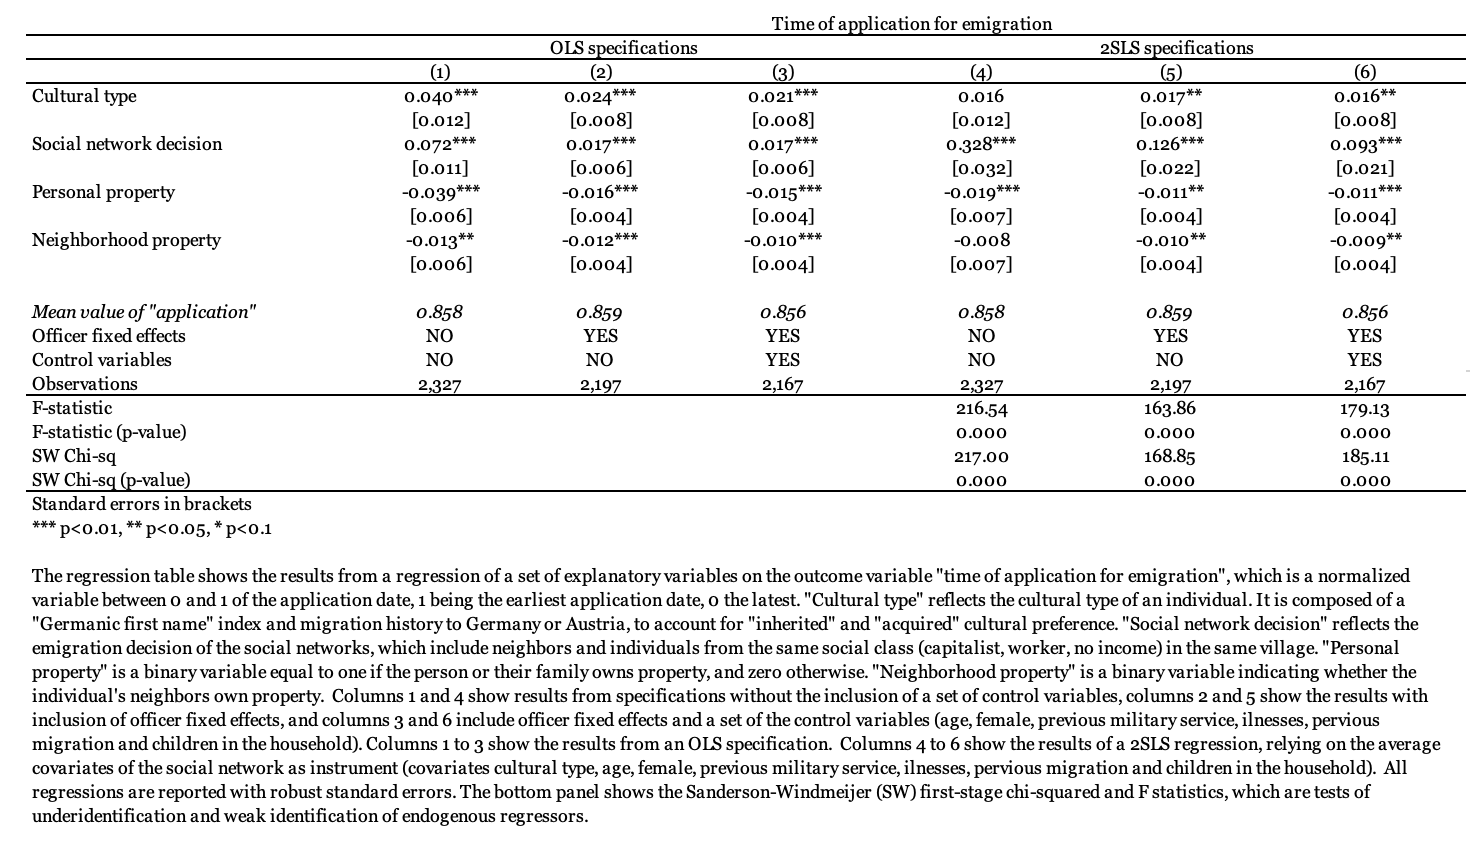 Time of application for emigration
OLS specifications 2SLS specifications
(1) (2) (3) (4) (5) (6)
Cultural type 0.040*** 0.024*** 0.021*** 0.016 0.017** 0.016**
[0.012] [0.008] [0.008] [0.012] [0.008] [0.008]
Social network decision 0.072*** 0.017*** 0.017*** 0.328*** 0.126*** 0.093***
[0.011] [0.006] [0.006] [0.032] [0.022] [0.021]
Personal property -0.039*** -0.016*** -0.015*** -0.019*** -0.011** -0.011***
[0.006] [0.004] [0.004] [0.007] [0.004] [0.004]
Neighborhood property -0.013** -0.012*** -0.010*** -0.008 -0.010** -0.009**
[0.006] [0.004] [0.004] [0.007] [0.004] [0.004]
Mean value of "application" 0.858 0.859 0.856 0.858 0.859 0.856
Officer fixed effects NO YES YES NO YES YES
Control variables NO NO YES NO NO YES
Observations 2,327 2,197 2,167 2,327 2,197 2,167
F-statistic 216.54 163.86 179.13
F-statistic (p-value) 0.000 0.000 0.000
SW Chi-sq 217.00 168.85 185.11
SW Chi-sq (p-value) 0.000 0.000 0.000
Standard errors in brackets
*** p<0.01, ** p<0.05, * p<0.1
The regression table shows the results from a regression of a set of explanatory variables on the outcome variable "time of application for emigration", which is a normalized
variable between 0 and 1 of the application date, 1 being the earliest application date, 0 the latest. "Cultural type" reflects the cultural type of an individual. It is composed of a
"Germanic first name" index and migration history to Germany or Austria, to account for "inherited" and "acquired" cultural preference. "Social network decision" reflects the
emigration decision of the social networks, which include neighbors and individuals from the same social class (capitalist, worker, no income) in the same village. "Personal
property" is a binary variable equal to one if the person or their family owns property, and zero otherwise. "Neighborhood property" is a binary variable indicating whether the
individual's neighbors own property. Columns 1 and 4 show results from specifications without the inclusion of a set of control variables, columns 2 and 5 show the results with
inclusion of officer fixed effects, and columns 3 and 6 include officer fixed effects and a set of the control variables (age, female, previous military service, ilnesses, pervious
migration and children in the household). Columns 1 to 3 show the results from an OLS specification. Columns 4 to 6 show the results of a 2SLS regression, relying on the average
covariates of the social network as instrument (covariates cultural type, age, female, previous military service, ilnesses, pervious migration and children in the household). All
regressions are reported with robust standard errors. The bottom panel shows the Sanderson-Windmeijer (SW) first-stage chi-squared and F statistics, which are tests of
underidentification and weak identification of endogenous regressors.